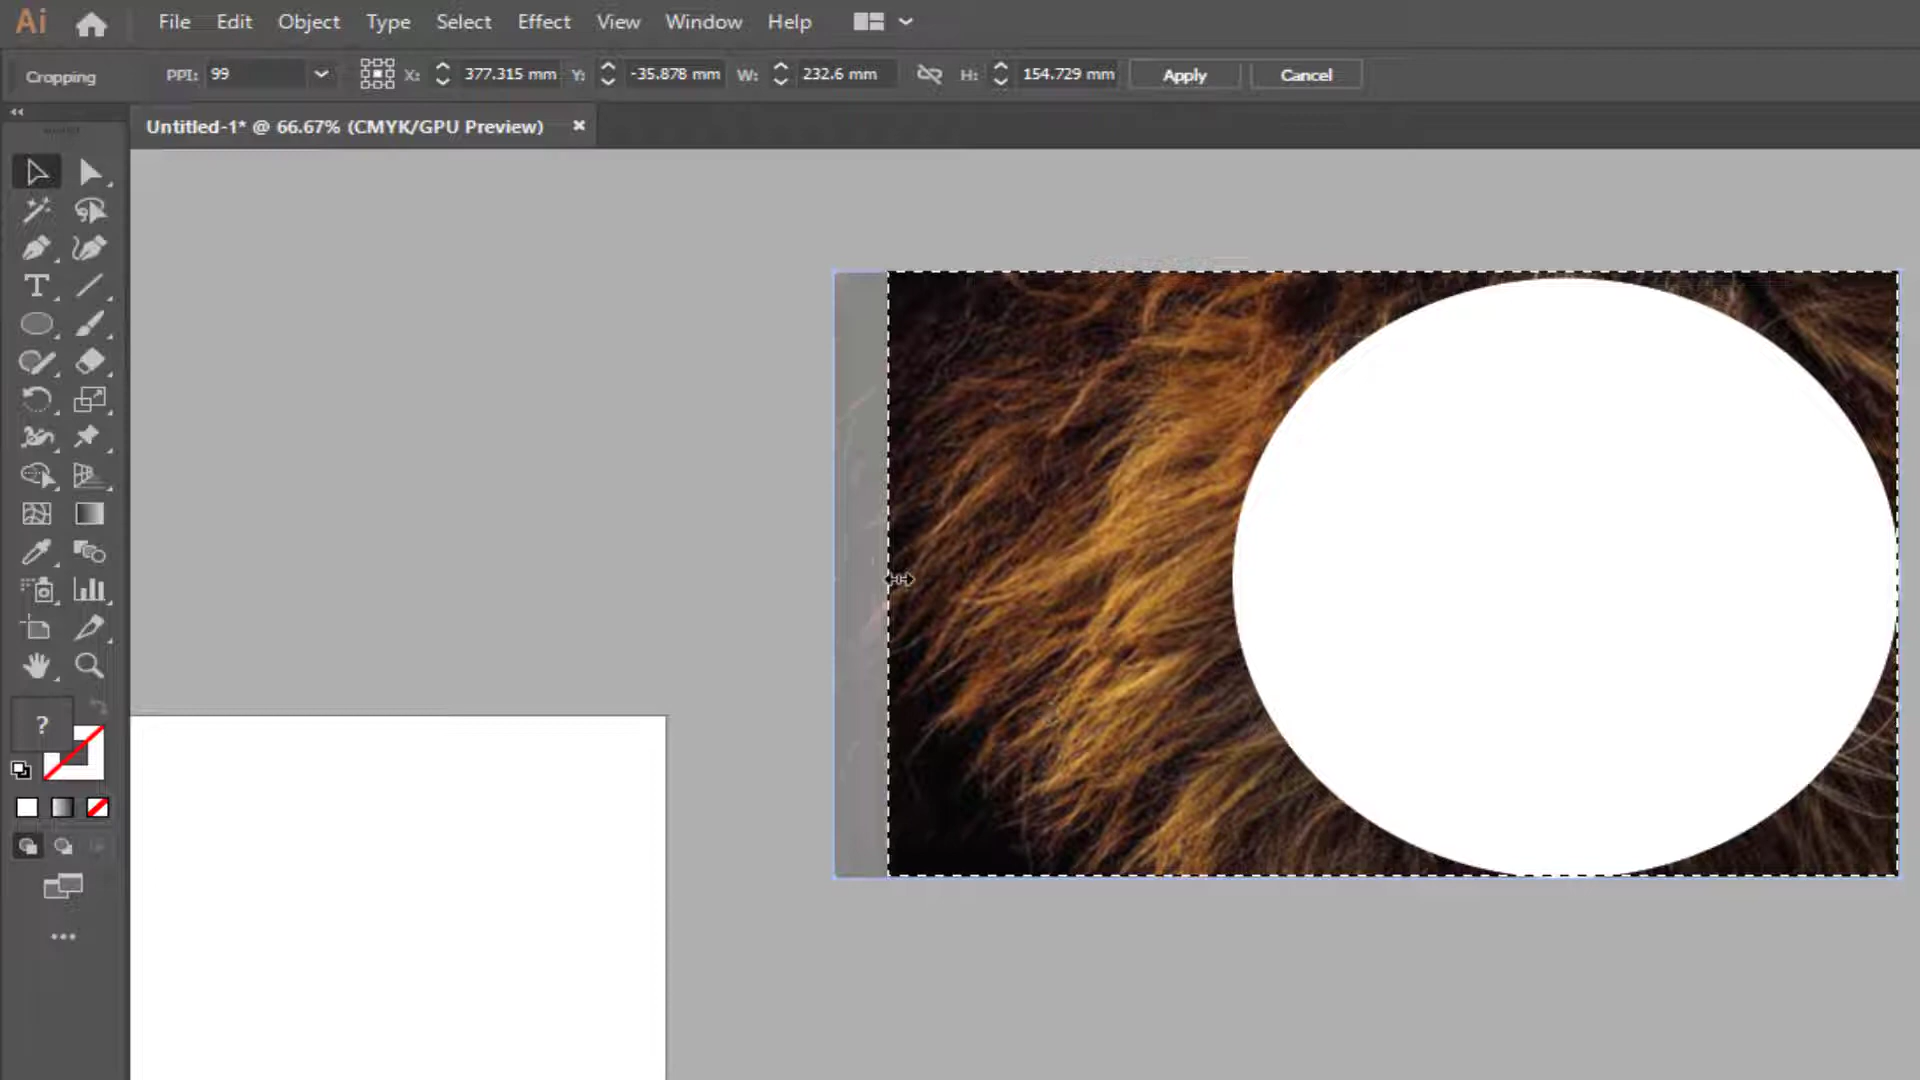 Ai File Edit Object Type Select Effect View Window Help
Cropping PPI: 99 X: 377.315 mm Y: -35.878 mm W: 232.6 mm H: 154.729 mm Apply Cancel
Untitled-1* @ 66.67% (CMYK/GPU Preview) ×
T
?